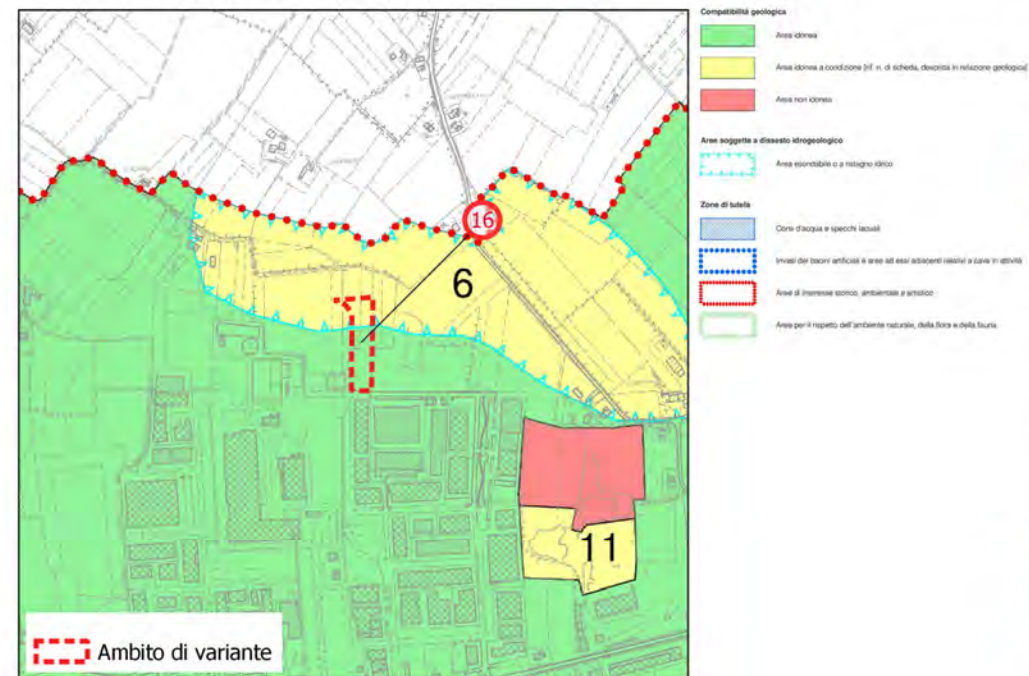 Compatibilità geologica
Area idonea
Area idonea a condizione [rif. n. di scheda, descritta in relazione geologica]
Area non idonea
Aree soggette a dissesto idrogeologico
Area esondabile o a ristagno idrico
Zone di tutela
Corsi d'acqua e specchi lacuali
Invasi dei bacini artificiali e aree ad essi adiacenti relativi a cave in attività
Aree di interesse storico, ambientale e artistico
Area per il rispetto dell'ambiente naturale, della flora e della fauna
16
6
11
Ambito di variante